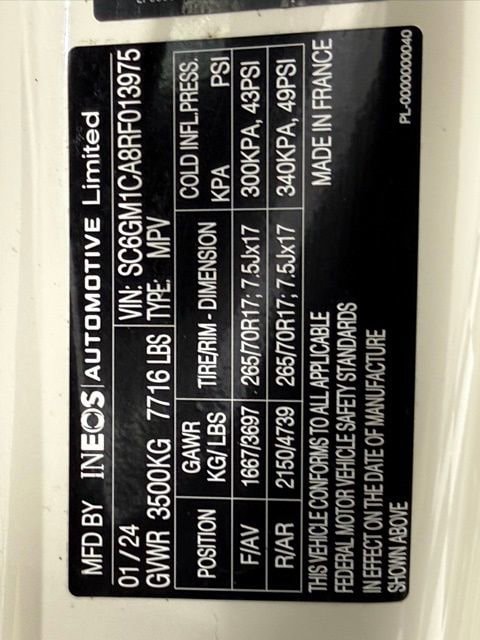 MFD BY INEOS AUTOMOTIVE Limited
01/24 VIN: SC6GM1CA8RF013975
GVWR 3500KG 7716 LBS TYPE: MPV
POSITION GAWR KG/LBS TIRE/RIM - DIMENSION COLD INFL.PRESS. KPA PSI
F/AV 1667/3697 265/70R17; 7.5Jx17 300KPA, 43PSI
R/AR 2150/4739 265/70R17; 7.5Jx17 340KPA, 49PSI
THIS VEHICLE CONFORMS TO ALL APPLICABLE MADE IN FRANCE
FEDERAL MOTOR VEHICLE SAFETY STANDARDS
IN EFFECT ON THE DATE OF MANUFACTURE
SHOWN ABOVE
PL-0000000040